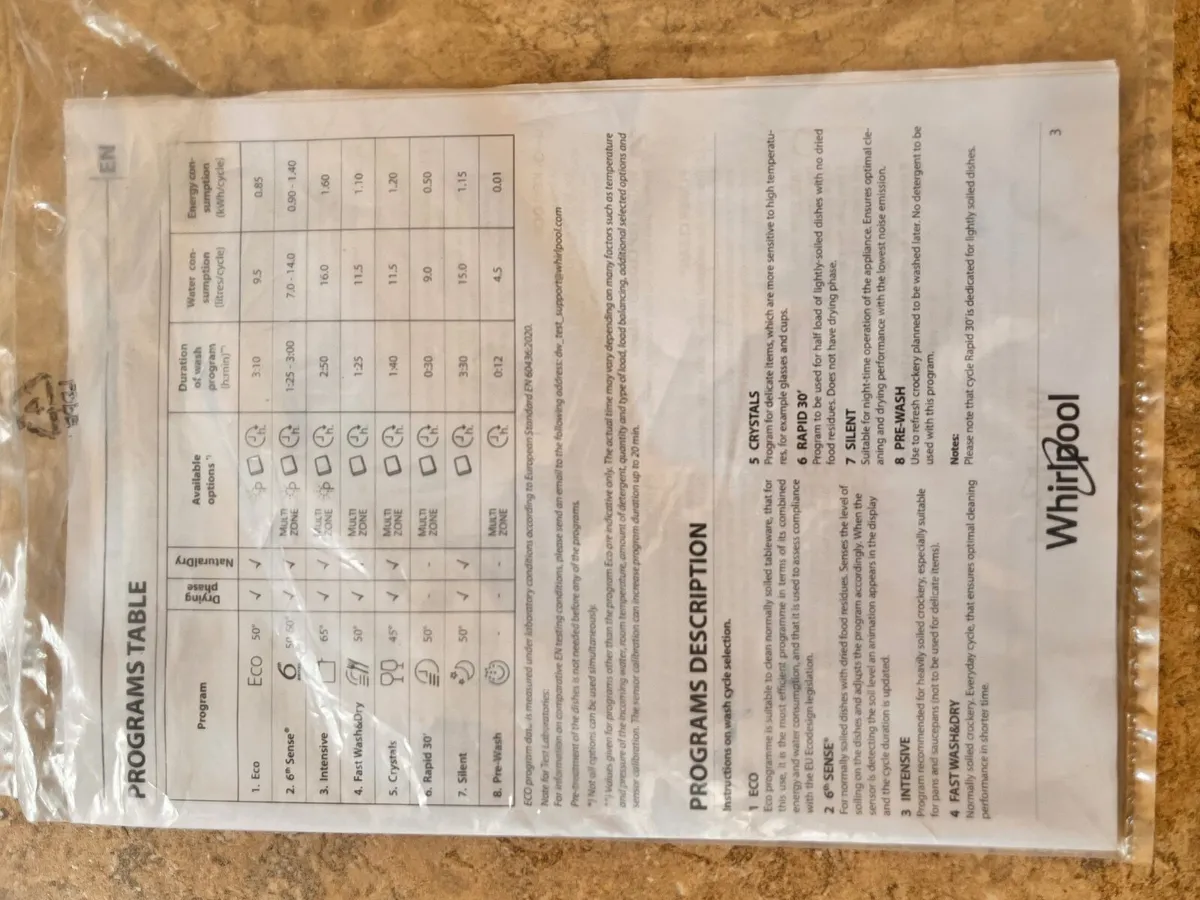 EN
PROGRAMS TABLE
Program Drying phase NaturalDry Available options *) Duration of wash program (h:min)**) Water consumption (litres/cycle) Energy consumption (kWh/cycle)
1. Eco ECO 50° ✓ ✓ 3:10 9.5 0.85
2. 6th Sense® 6 50-60° ✓ ✓ MULTI ZONE h. 1:25 - 3:00 7.0 - 14.0 0.90 - 1.40
3. Intensive 65° ✓ ✓ MULTI ZONE h. 2:50 16.0 1.60
4. Fast Wash&Dry 50° ✓ ✓ MULTI ZONE h. 1:25 11.5 1.10
5. Crystals 45° ✓ ✓ MULTI ZONE h. 1:40 11.5 1.20
6. Rapid 30' 50° - - MULTI ZONE h. 0:30 9.0 0.50
7. Silent 50° ✓ ✓ h. 3:30 15.0 1.15
8. Pre-Wash - - - MULTI ZONE h. 0:12 4.5 0.01
ECO program data is measured under laboratory conditions according to European Standard EN 60436:2020.
Note for Test Laboratories:
For information on comparative EN testing conditions, please send an email to the following address: dw_test_support@whirlpool.com
Pre-treatment of the dishes is not needed before any of the programs.
*) Not all options can be used simultaneously.
**) Values given for programs other than the program Eco are indicative only. The actual time may vary depending on many factors such as temperature
and pressure of the incoming water, room temperature, amount of detergent, quantity and type of load, load balancing, additional selected options and
sensor calibration. The sensor calibration can increase program duration up to 20 min.
PROGRAMS DESCRIPTION
Instructions on wash cycle selection.
1 ECO
Eco programme is suitable to clean normally soiled tableware, that for
this use, it is the most efficient programme in terms of its combined
energy and water consumption, and that it is used to assess compliance
with the EU Ecodesign legislation.
2 6th SENSE®
For normally soiled dishes with dried food residues. Senses the level of
soiling on the dishes and adjusts the program accordingly. When the
sensor is detecting the soil level an animation appears in the display
and the cycle duration is updated.
3 INTENSIVE
Program recommended for heavily soiled crockery, especially suitable
for pans and saucepans (not to be used for delicate items).
4 FAST WASH&DRY
Normally soiled crockery. Everyday cycle, that ensures optimal cleaning
performance in shorter time.
5 CRYSTALS
Program for delicate items, which are more sensitive to high temperatu-
res, for example glasses and cups.
6 RAPID 30'
Program to be used for half load of lightly-soiled dishes with no dried
food residues. Does not have drying phase.
7 SILENT
Suitable for night-time operation of the appliance. Ensures optimal cle-
aning and drying performance with the lowest noise emission.
8 PRE-WASH
Use to refresh crockery planned to be washed later. No detergent to be
used with this program.
Notes:
Please note that cycle Rapid 30' is dedicated for lightly soiled dishes.
Whirlpool
3